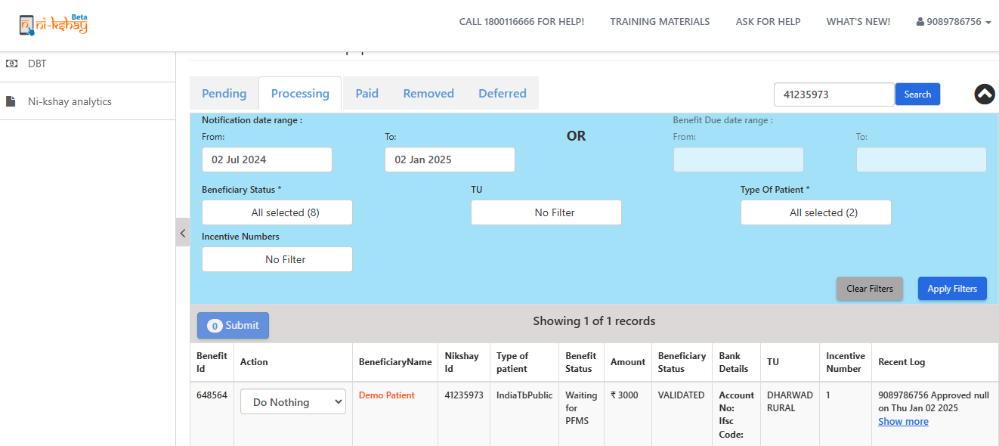 Beta
ni-kshay
CALL 1800116666 FOR HELP!
TRAINING MATERIALS
ASK FOR HELP
WHAT'S NEW!
9089786756
DBT
Ni-kshay analytics
Pending
Processing
Paid
Removed
Deferred
41235973
Search
Notification date range :
From:
To:
02 Jul 2024
02 Jan 2025
OR
Benefit Due date range :
From:
To:
Beneficiary Status *
All selected (8)
TU
No Filter
Type Of Patient *
All selected (2)
Incentive Numbers
No Filter
Clear Filters
Apply Filters
0 Submit
Showing 1 of 1 records
Benefit
Id
Action
BeneficiaryName
Nikshay
Id
Type of
patient
Benefit
Status
Amount
Beneficiary
Status
Bank
Details
TU
Incentive
Number
Recent Log
648564
Do Nothing
Demo Patient
41235973
IndiaTbPublic
Waiting
for
PFMS
₹ 3000
VALIDATED
Account
No:
Ifsc
Code:
DHARWAD
RURAL
1
9089786756 Approved null
on Thu Jan 02 2025
Show more